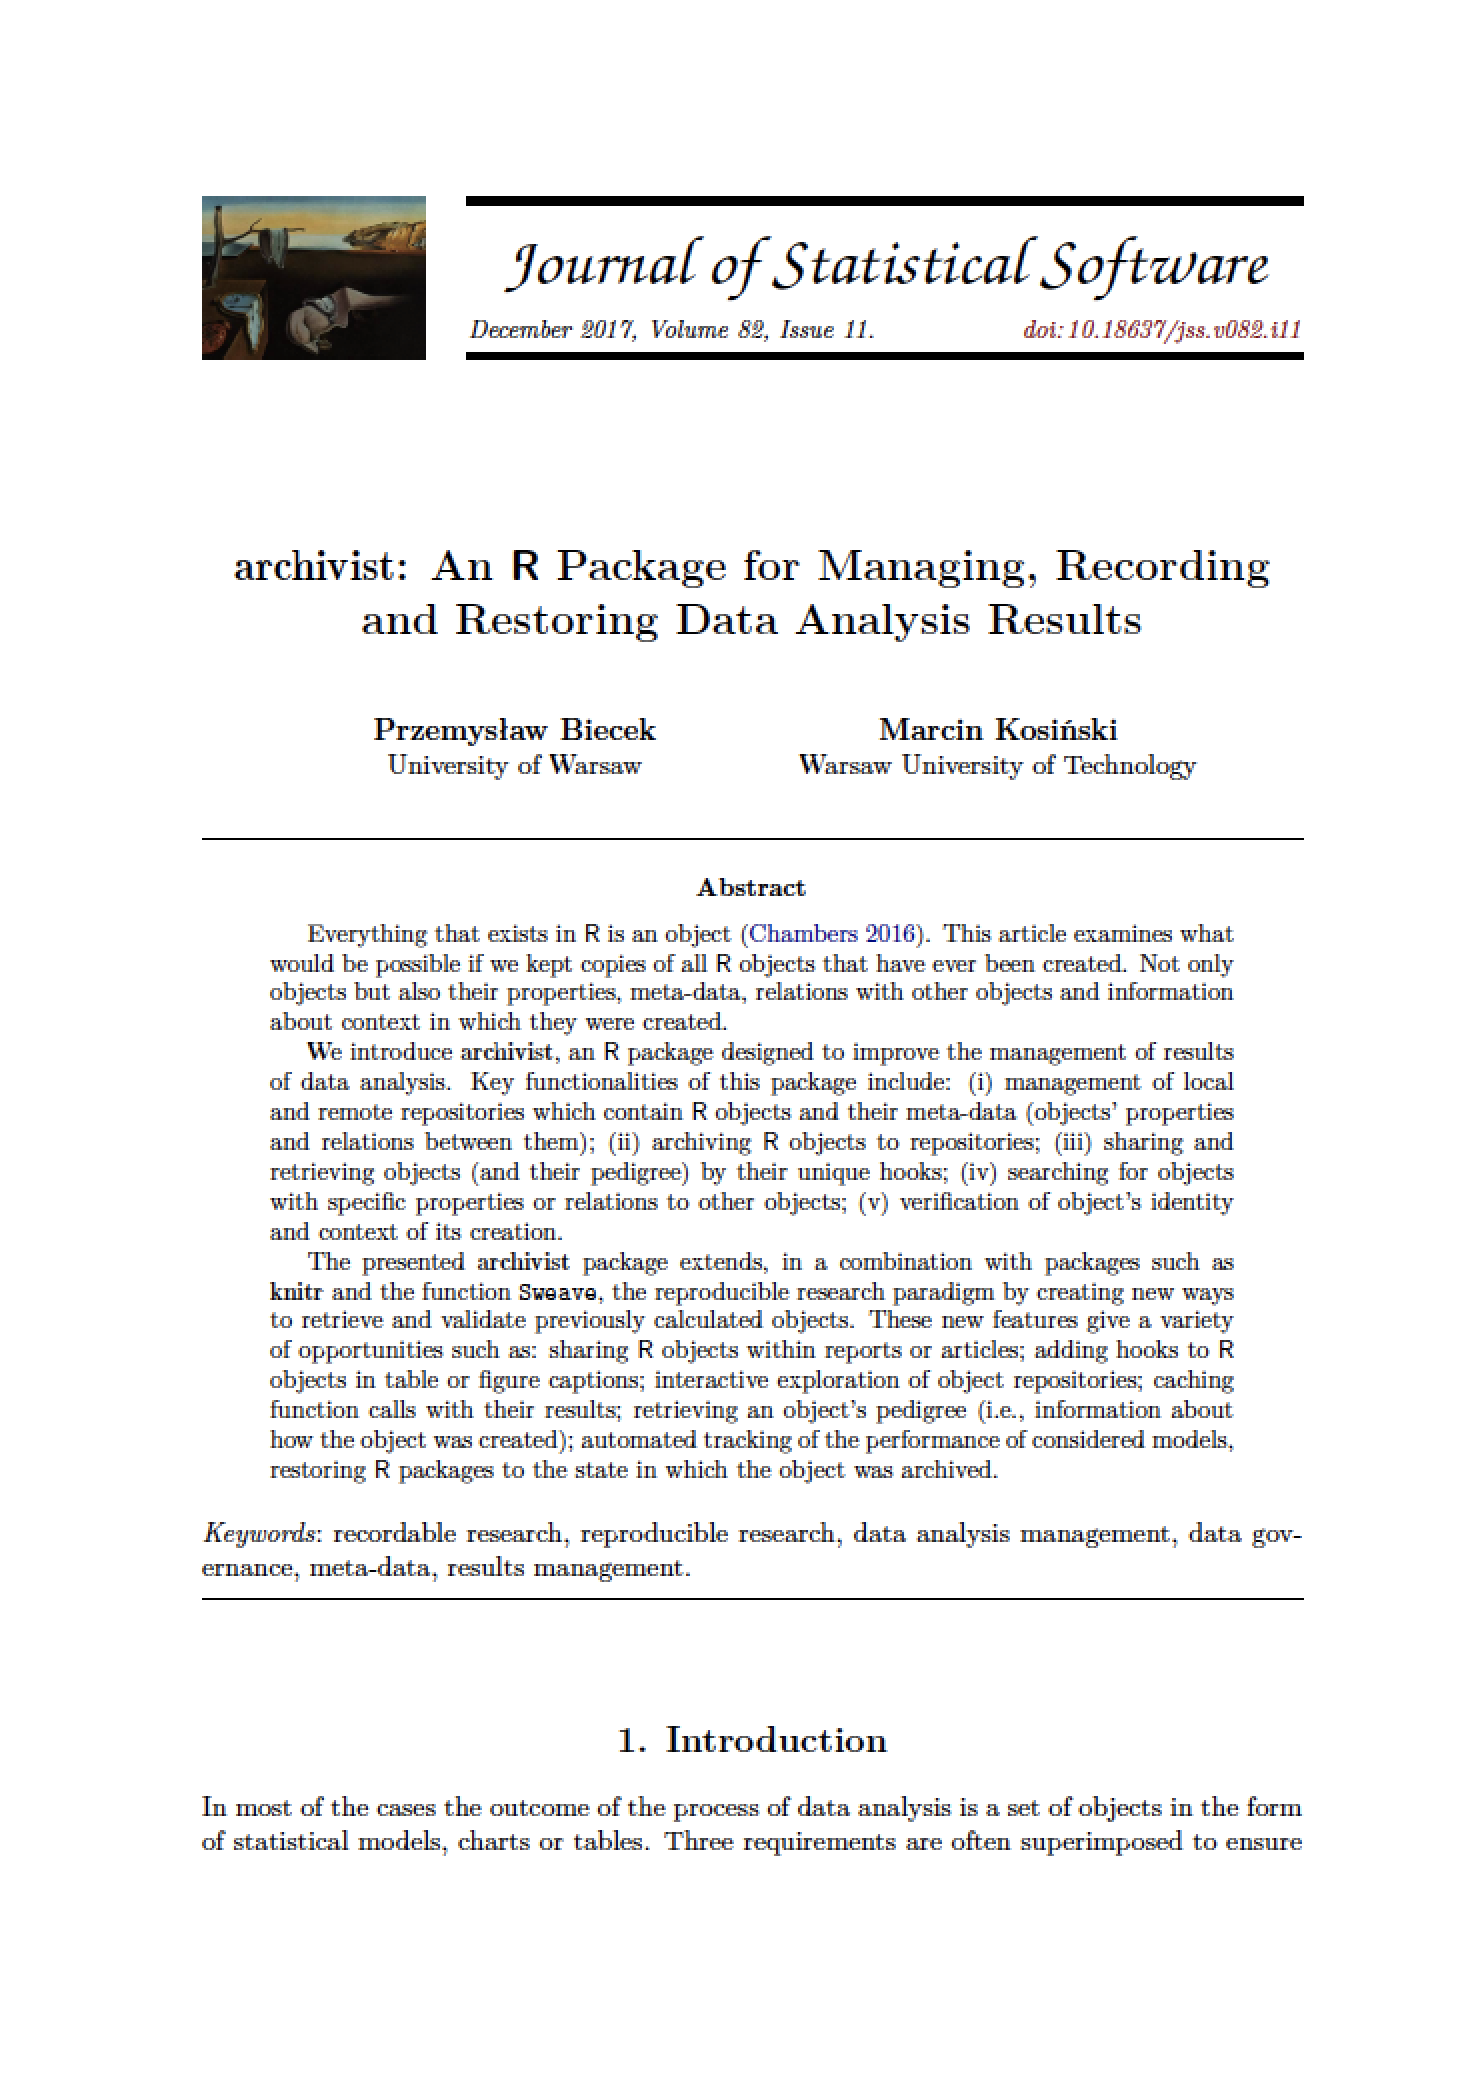 Journal of Statistical Software
December 2017, Volume 82, Issue 11.
doi:10.18637/jss.v082.i11
archivist: An R Package for Managing, Recording
and Restoring Data Analysis Results
Przemysław Biecek
University of Warsaw
Marcin Kosiński
Warsaw University of Technology
Abstract
Everything that exists in R is an object (Chambers 2016). This article examines what
would be possible if we kept copies of all R objects that have ever been created. Not only
objects but also their properties, meta-data, relations with other objects and information
about context in which they were created.
We introduce archivist, an R package designed to improve the management of results
of data analysis. Key functionalities of this package include: (i) management of local
and remote repositories which contain R objects and their meta-data (objects' properties
and relations between them); (ii) archiving R objects to repositories; (iii) sharing and
retrieving objects (and their pedigree) by their unique hooks; (iv) searching for objects
with specific properties or relations to other objects; (v) verification of object's identity
and context of its creation.
The presented archivist package extends, in a combination with packages such as
knitr and the function Sweave, the reproducible research paradigm by creating new ways
to retrieve and validate previously calculated objects. These new features give a variety
of opportunities such as: sharing R objects within reports or articles; adding hooks to R
objects in table or figure captions; interactive exploration of object repositories; caching
function calls with their results; retrieving an object's pedigree (i.e., information about
how the object was created); automated tracking of the performance of considered models,
restoring R packages to the state in which the object was archived.
Keywords: recordable research, reproducible research, data analysis management, data gov-
ernance, meta-data, results management.
1. Introduction
In most of the cases the outcome of the process of data analysis is a set of objects in the form
of statistical models, charts or tables. Three requirements are often superimposed to ensure